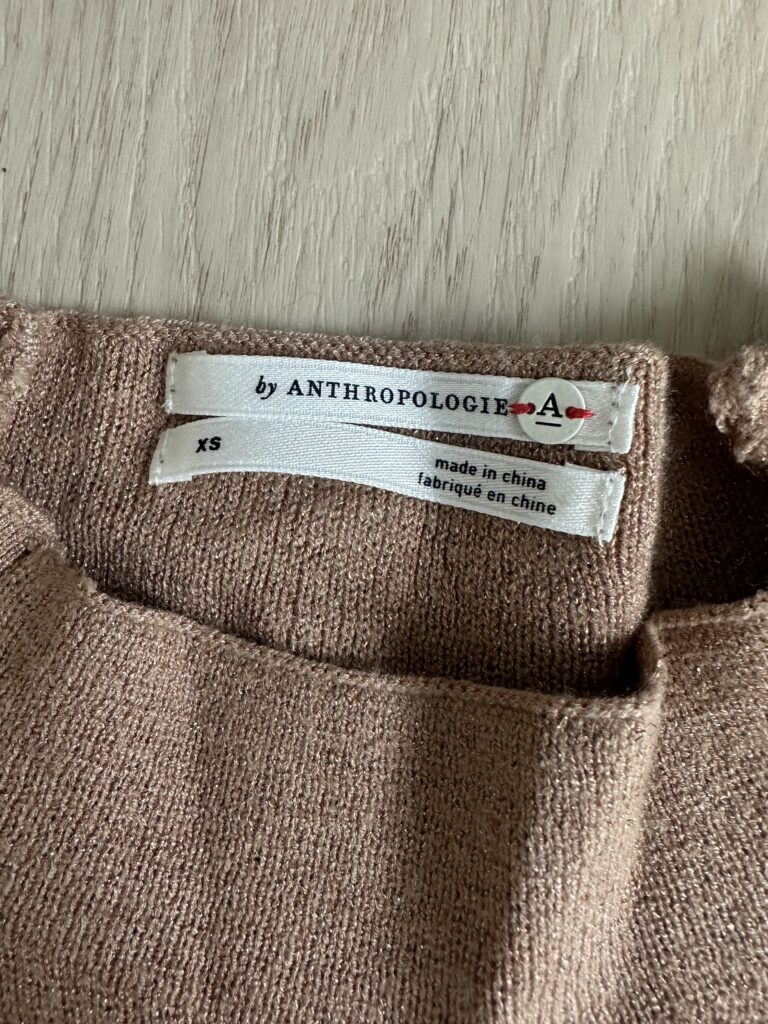 by ANTHROPOLOGIE A
XS
made in china
fabriqué en chine